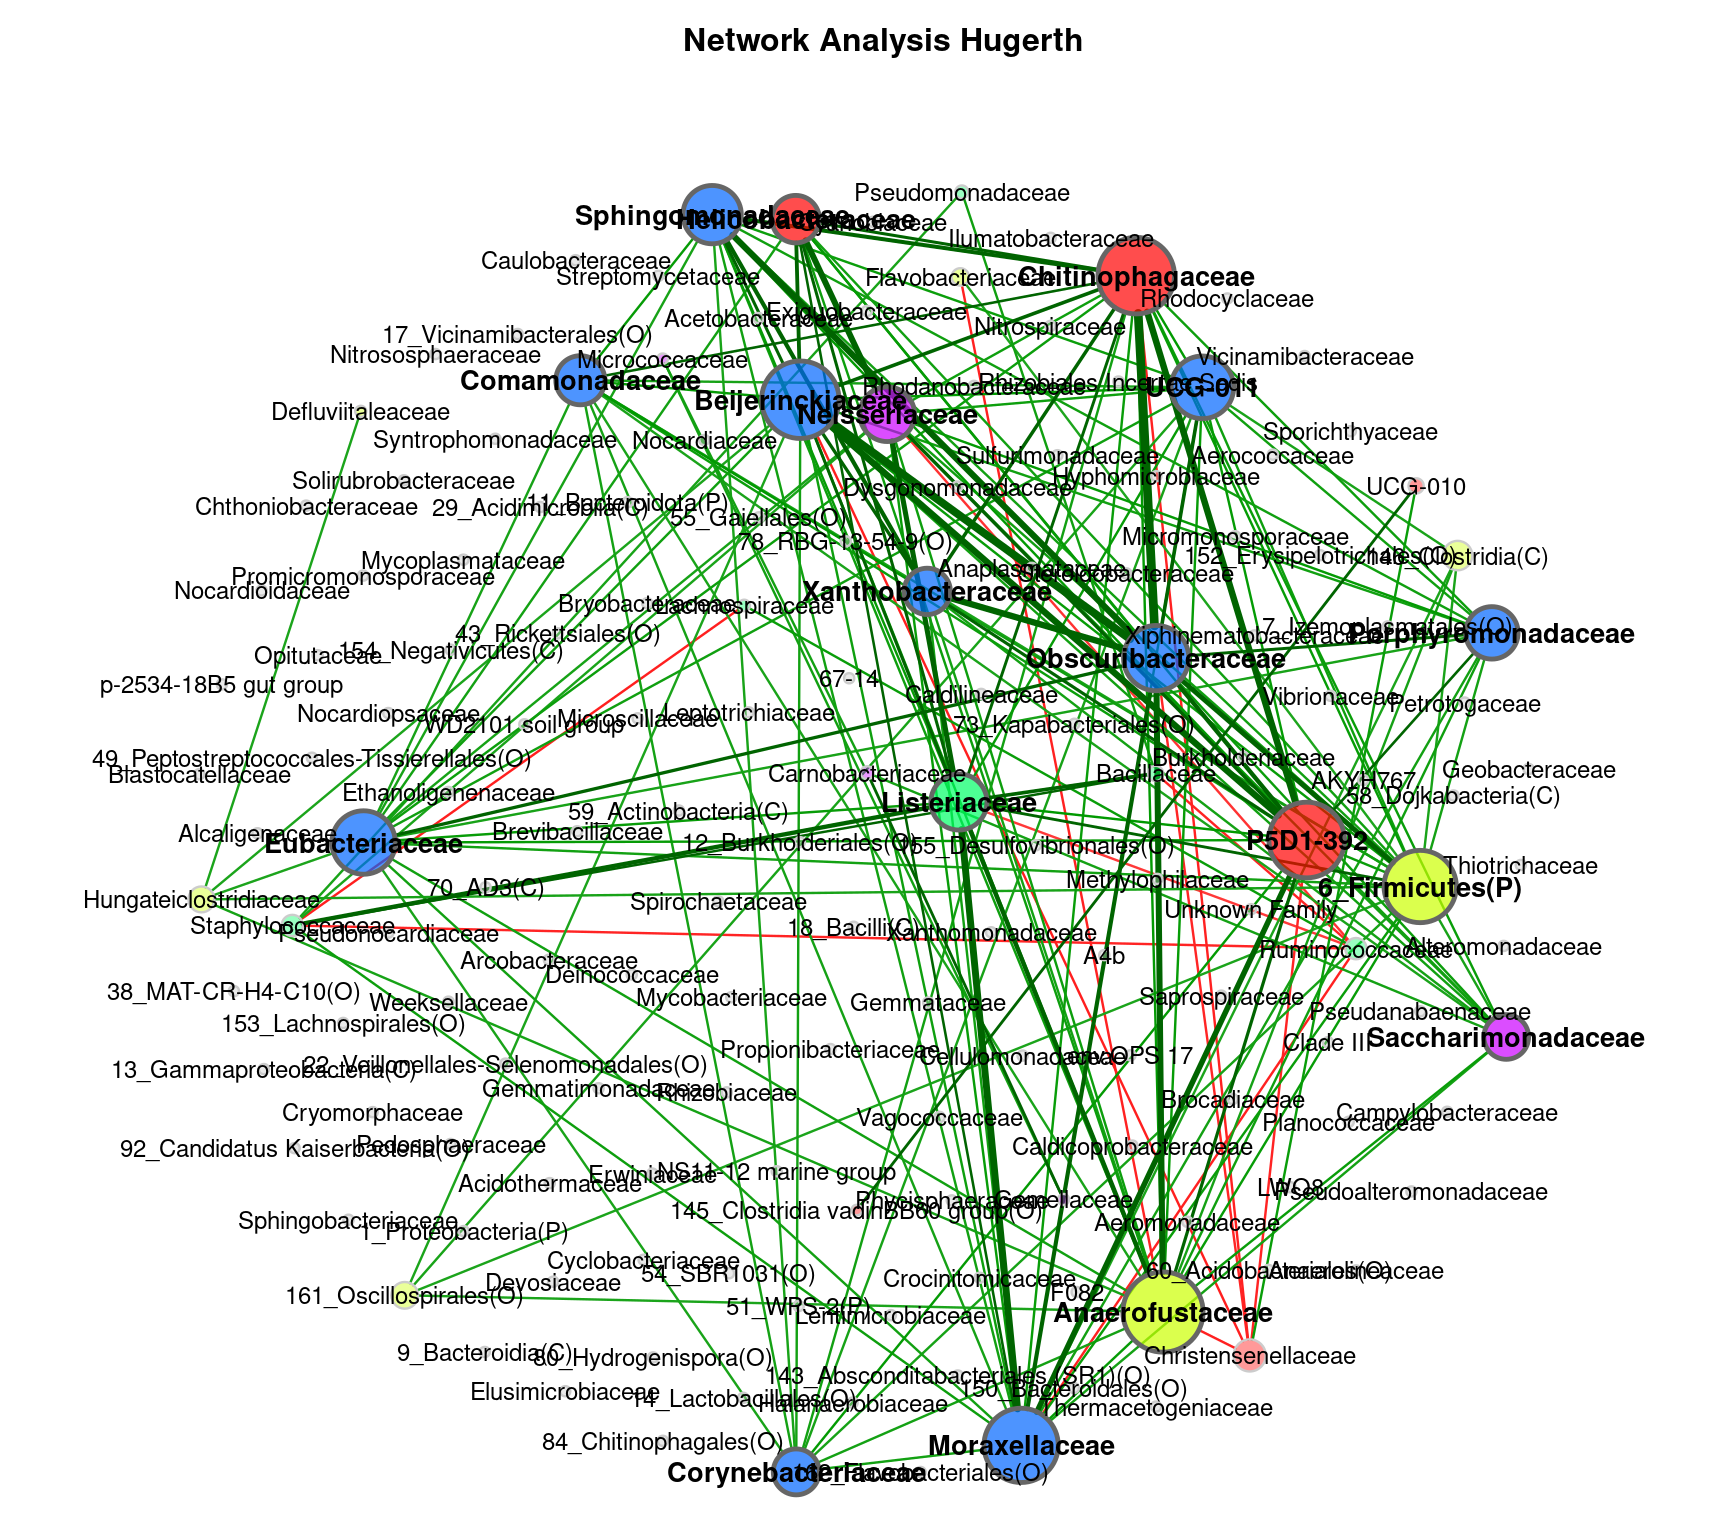 Network Analysis Hugerth
Pseudomonadaceae
Sphingomonadaceae
Helicobacteraceae
Ilumatobacteraceae
Caulobacteraceae
Streptomycetaceae
Flavobacteriaceae
Chitinophagaceae
Rhodocyclaceae
Exiguobacteraceae
Acetobacteraceae
Nitrospiraceae
17_Vicinamibacterales(O)
Nitrososphaeraceae
Micrococcaceae
Vicinamibacteraceae
Comamonadaceae
Rhodanobacteraceae
Rhizobiales Incertae Sedis
UCG-011
Beijerinckiaceae
Neisseriaceae
Defluviitaleaceae
Syntrophomonadaceae
Nocardiaceae
Sporichthyaceae
Sulfurimonadaceae
Aerococcaceae
Hyphomicrobiaceae
Solirubrobacteraceae
Dysgonomonadaceae
UCG-010
Chthoniobacteraceae
29_Acidimicrobiia(C)
11_Bacteroidota(P)
55_Gaiellales(O)
78_RBG-13-54-9(O)
Micromonosporaceae
152_Erysipelotrichales(O)
146_Clostridia(C)
Mycoplasmataceae
Anaplasmataceae
Steroidobacteraceae
Promicromonosporaceae
Nocardioidaceae
Xanthobacteraceae
Bryobacteraceae
Lachnospiraceae
7_Izemoplasmatales(O)
43_Rickettsiales(O)
Xiphinematobacteraceae
Porphyromonadaceae
Opitutaceae
154_Negativicutes(C)
Obscuribacteraceae
p-2534-18B5 gut group
67-14
Caldilineaceae
Vibrionaceae
Petrotogaceae
Nocardiopsaceae
WD2101 soil group
Microscillaceae
Leptotrichiaceae
73_Kapabacteriales(O)
49_Peptostreptococcales-Tissierellales(O)
Blastocatellaceae
Burkholderiaceae
Carnobacteriaceae
Bacillaceae
AKYH767
Geobacteraceae
Ethanoligenenaceae
58_Dojkabacteria(C)
59_Actinobacteria(C)
Listeriaceae
Alcaligenaceae
Brevibacillaceae
Eubacteriaceae
12_Burkholderiales(O)
155_Desulfovibrionales(O)
P5D1-392
Thiotrichaceae
70_AD3(C)
Methylophilaceae
6_Firmicutes(P)
Hungateiclostridiaceae
Spirochaetaceae
Unknown Family
Staphylococcaceae
Pseudonocardiaceae
18_Bacilli(C)
Xanthomonadaceae
Ruminococcaceae
Alteromonadaceae
A4b
Arcobacteraceae
Deinococcaceae
38_MAT-CR-H4-C10(O)
Weeksellaceae
Mycobacteriaceae
Gemmataceae
Saprospiraceae
Pseudanabaenaceae
153_Lachnospirales(O)
Saccharimonadaceae
Clade III
Propionibacteriaceae
Cellulomonadaceae
env.OPS 17
22_Veillonellales-Selenomonadales(O)
13_Gammaproteobacteria(C)
Gemmatimonadaceae
Rhizobiaceae
Brocadiaceae
Cryomorphaceae
Vagococcaceae
Campylobacteraceae
Planococcaceae
92_Candidatus Kaiserbacteria(O)
Pedosphaeraceae
Caldicoprobacteraceae
Erwiniaceae
NS11-12 marine group
Acidothermaceae
LWQ8
Pseudoalteromonadaceae
Phycisphaeraceae
Gemellaceae
145_Clostridia vadinBB60 group(O)
Sphingobacteriaceae
1_Proteobacteria(P)
Aeromonadaceae
Cyclobacteriaceae
54_SBR1031(O)
Devosiaceae
Crocinitomicaceae
60_Acidobacteriales(O)
Anaerolineaceae
161_Oscillospirales(O)
F082
51_WPS-2(P)
Lentimicrobiaceae
Anaerofustaceae
9_Bacteroidia(C)
80_Hydrogenispora(O)
Christensenellaceae
143_Absconditabacteriales (SR1)(O)
150_Bacteroidales(O)
Elusimicrobiaceae
14_Lactobacillales(O)
Halanaerobiaceae
Thermacetogeniaceae
84_Chitinophagales(O)
Moraxellaceae
Corynebacteriaceae